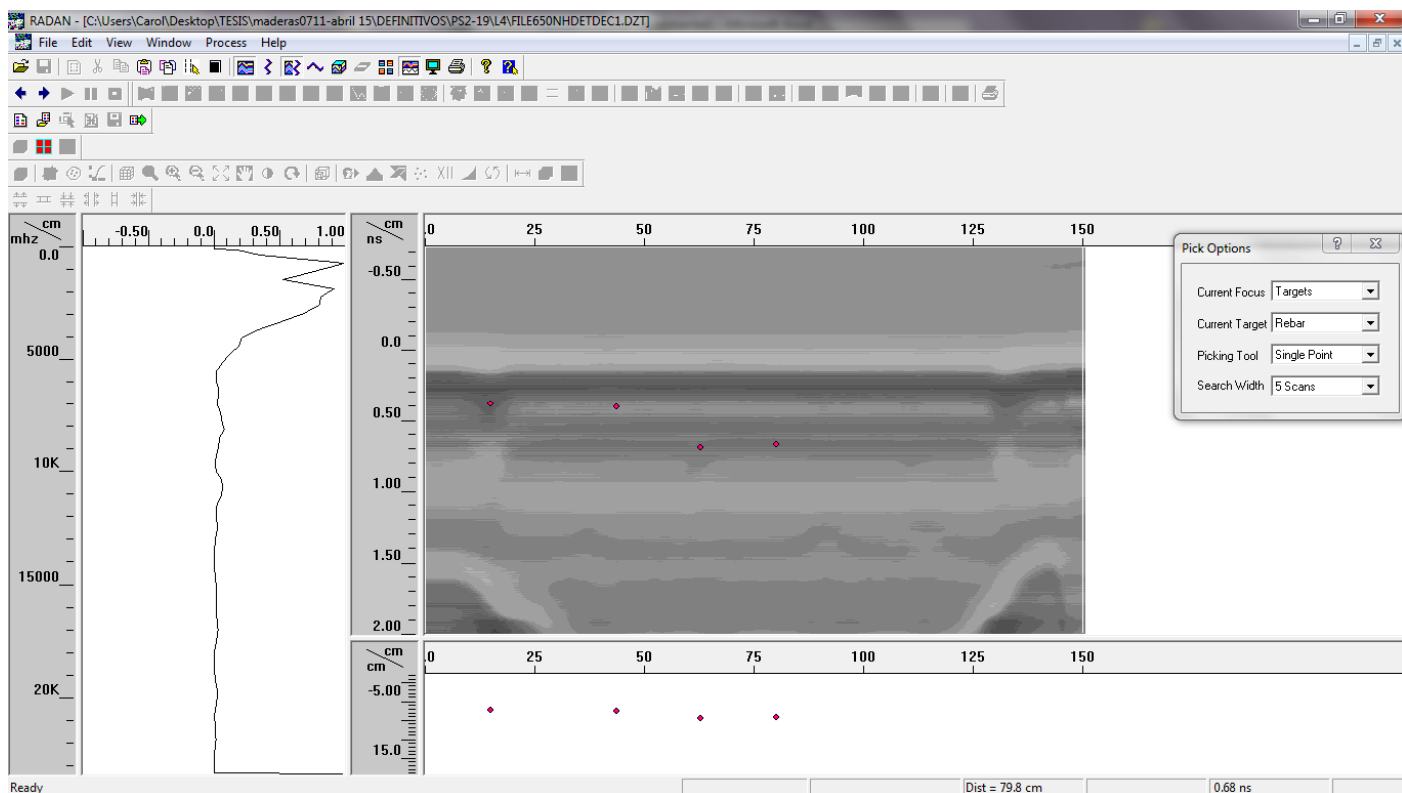 RADAN - [C:\Users\Carol\Desktop\TESIS\maderas0711-abril 15\DEFINITIVOS\PS2-19\L4\FILE650NHDETDEC1.DZT]
File Edit View Window Process Help
XII
cm
mhz
-0.50 0.0 0.50 1.00
0.0
5000
10K
15000
20K
cm
ns
.0 25 50 75 100 125 150
-0.50
0.0
0.50
1.00
1.50
2.00
cm
cm
.0 25 50 75 100 125 150
-5.00
15.0
Pick Options
Current Focus Targets
Current Target Rebar
Picking Tool Single Point
Search Width 5 Scans
Ready Dist = 79.8 cm 0.68 ns